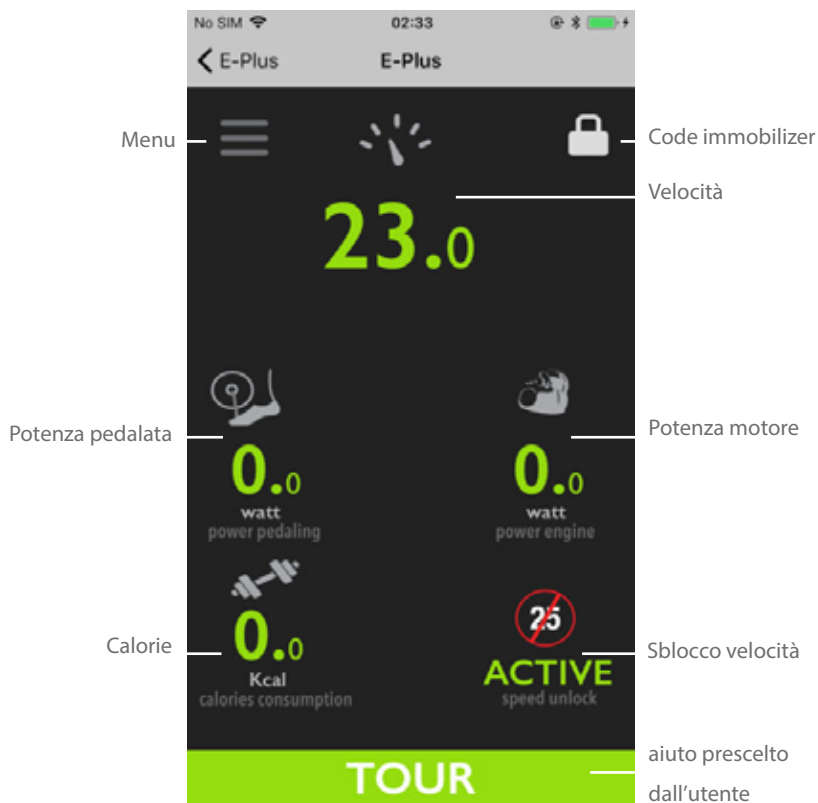 No SIM 02:33
E-Plus E-Plus
Menu
Code immobilizer
Velocità
23.0
Potenza pedalata
Potenza motore
0.0 0.0
watt watt
power pedaling power engine
25
Calorie
0.0
Sblocco velocità
Kcal ACTIVE
calories consumption speed unlock
TOUR
aiuto prescelto
dall'utente